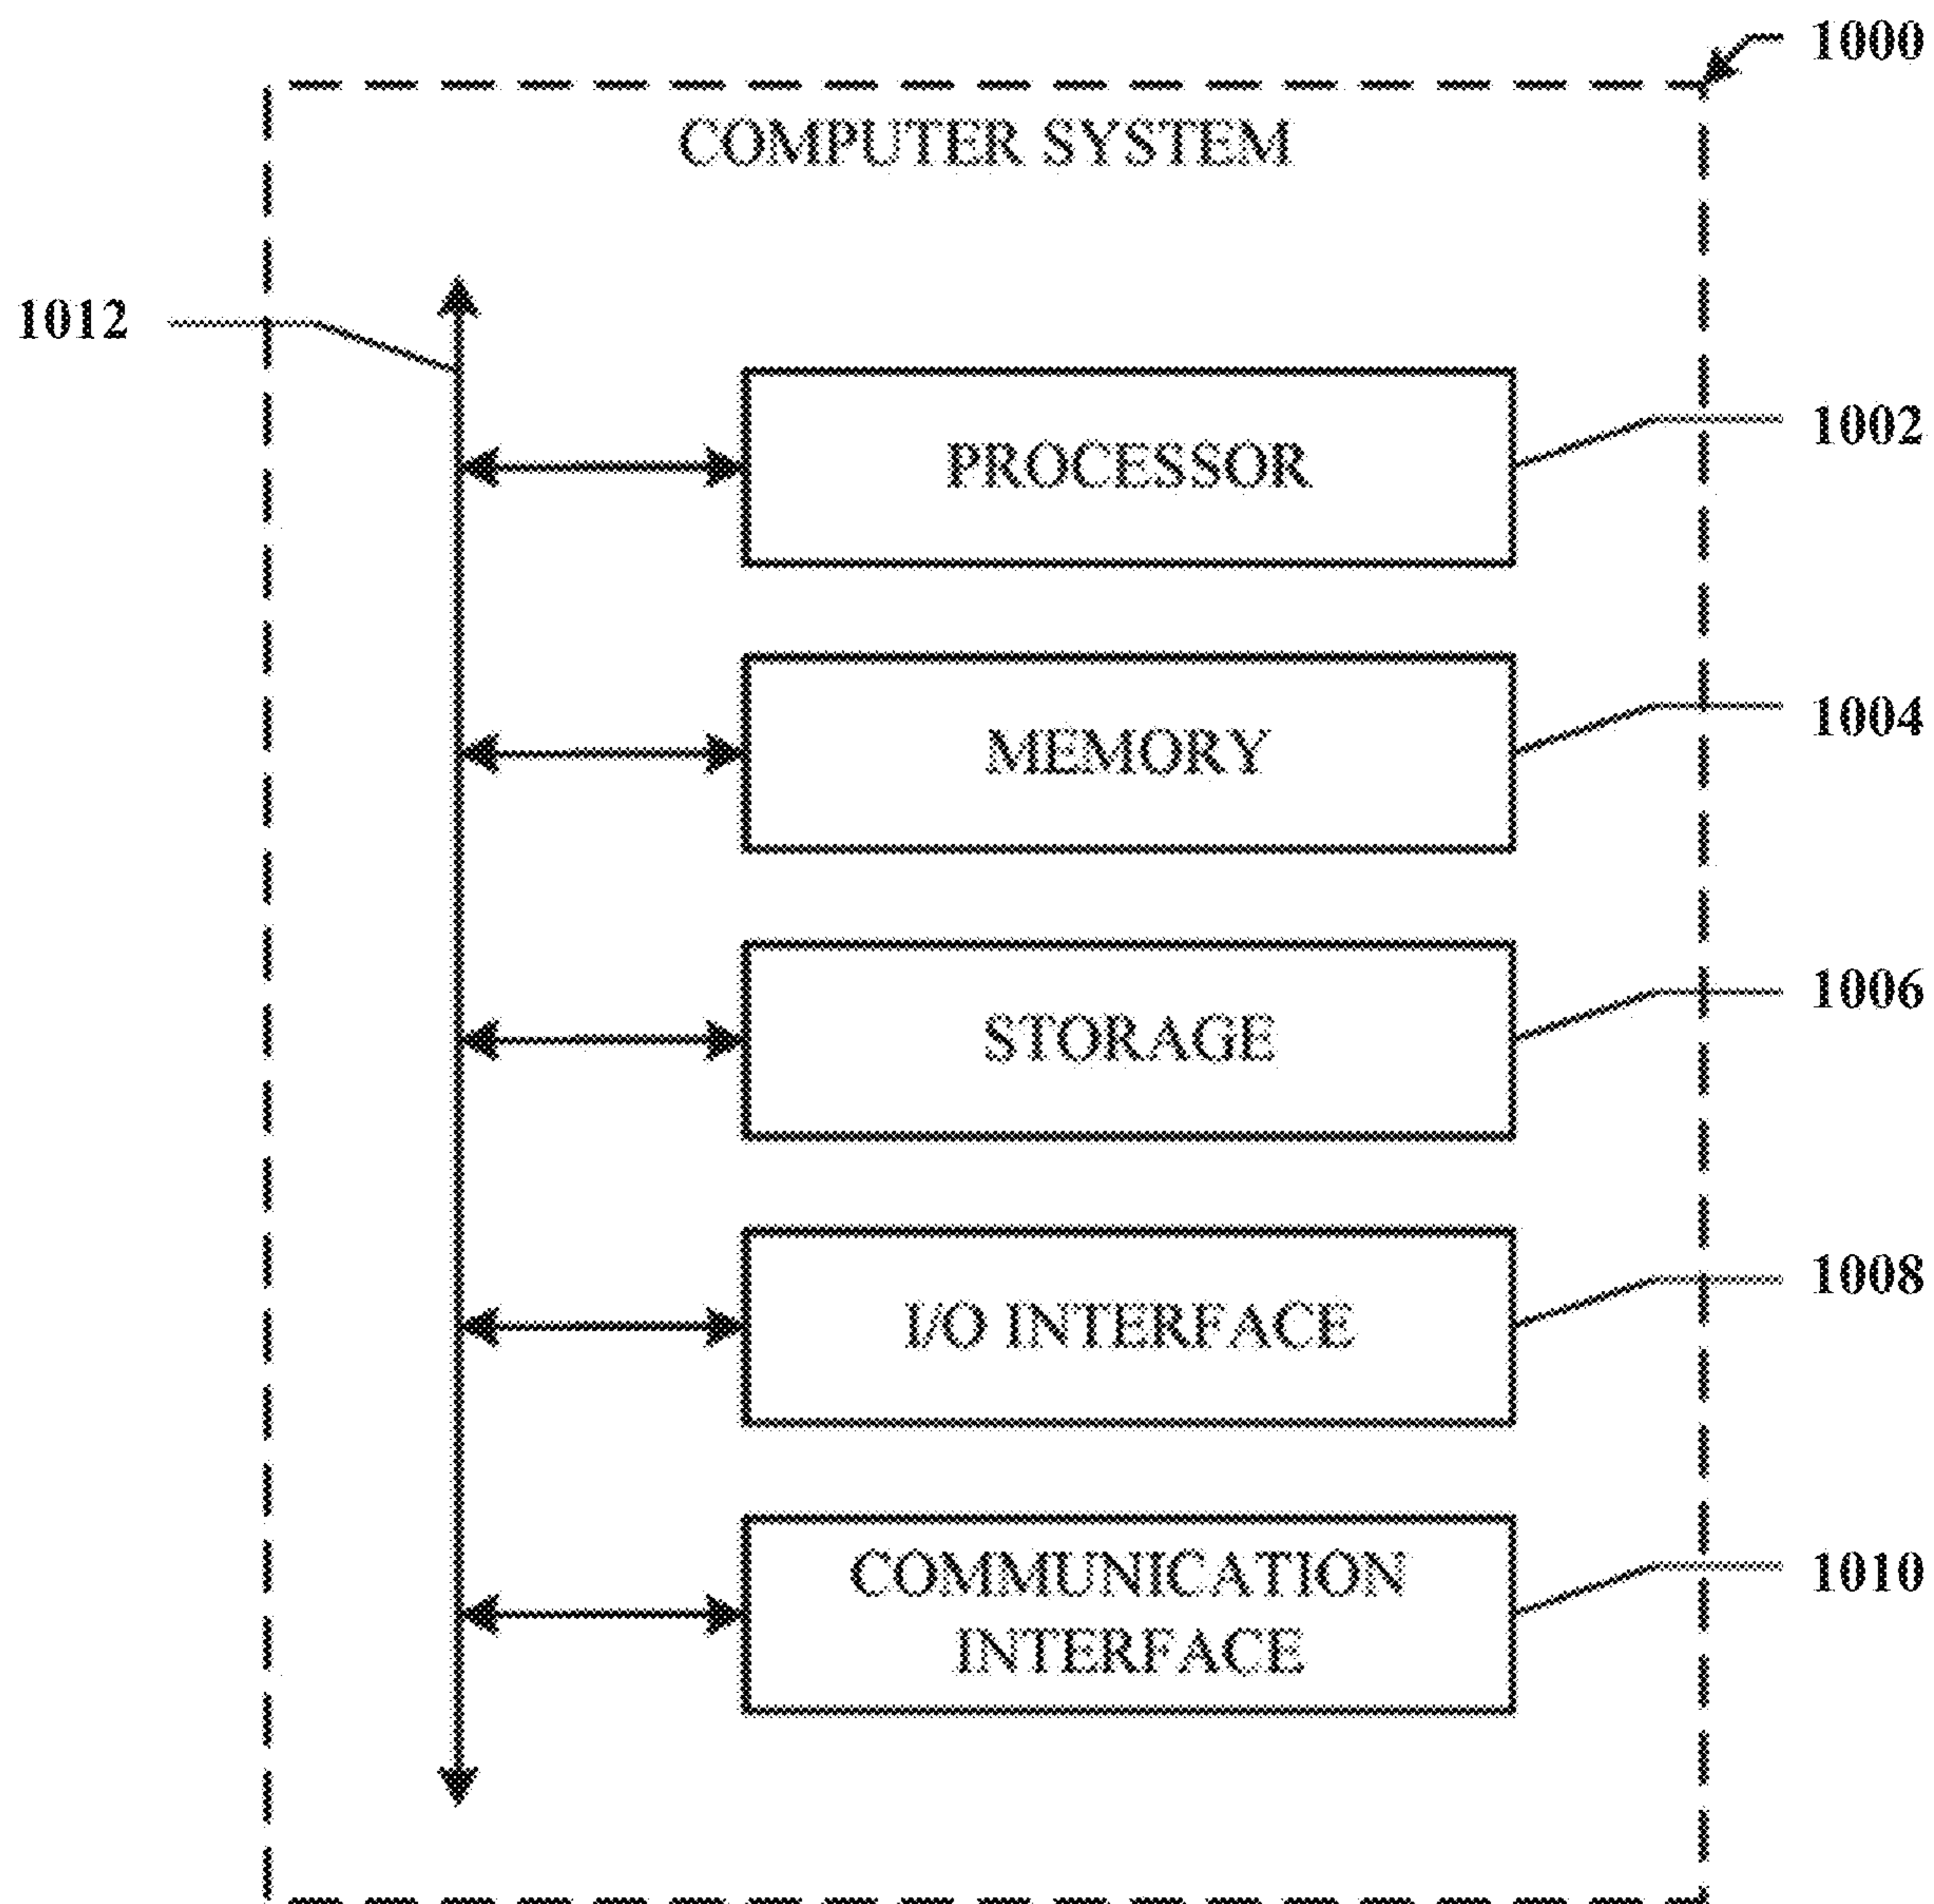 1000
COMPUTER SYSTEM
1012
PROCESSOR
1002
MEMORY
1004
STORAGE
1006
I/O INTERFACE
1008
COMMUNICATION
INTERFACE
1010